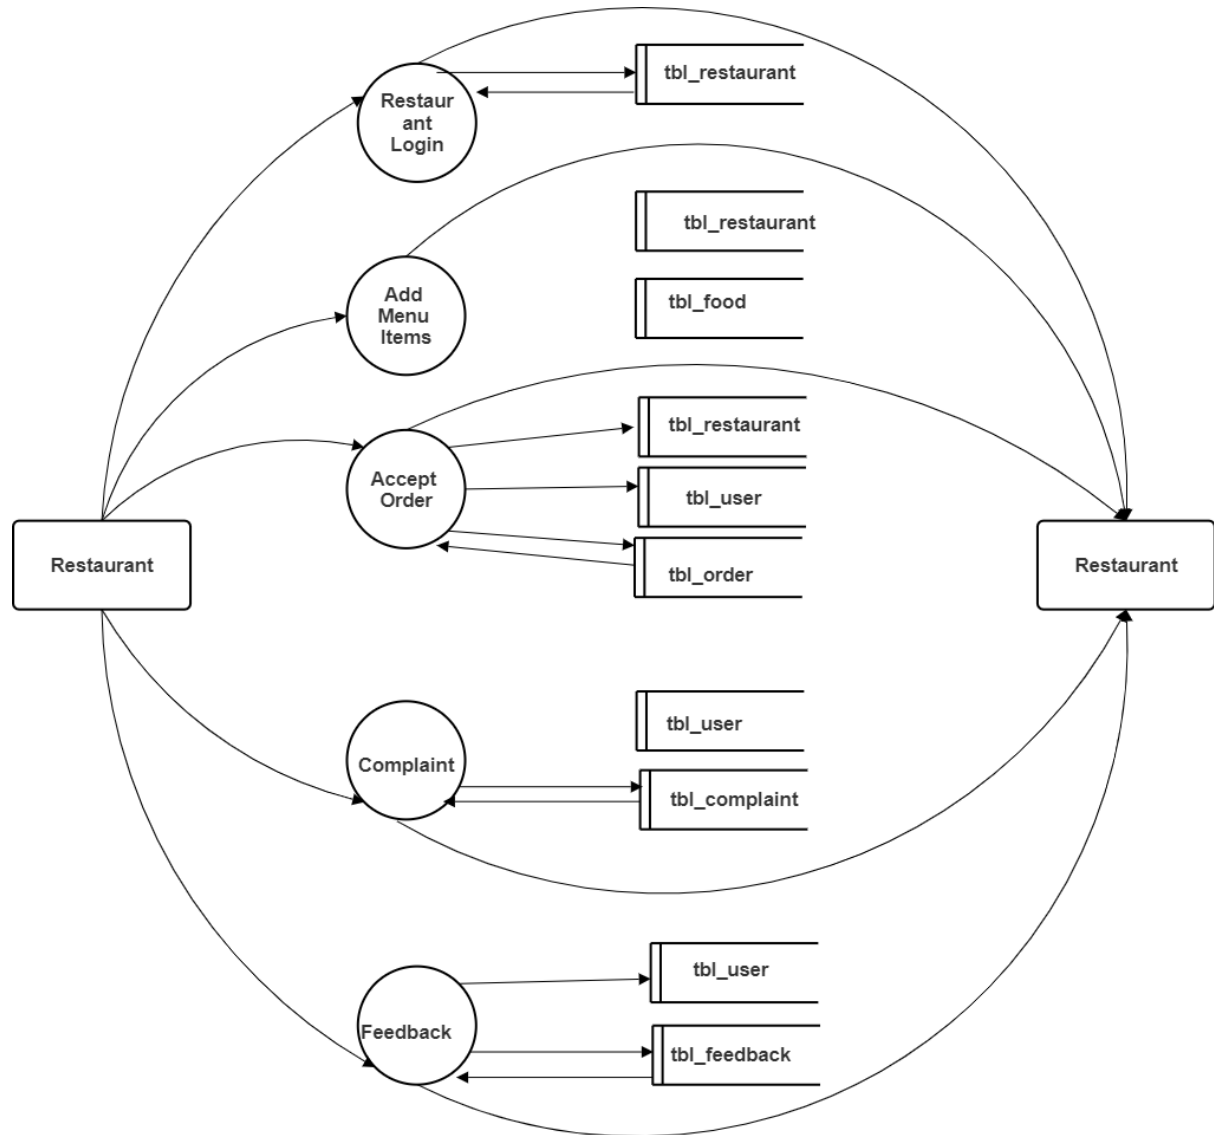 tbl_restaurant
Restaur
ant
Login
tbl_restaurant
Add
Menu
Items
tbl_food
tbl_restaurant
Accept
Order
tbl_user
tbl_order
Restaurant
Restaurant
tbl_user
Complaint
tbl_complaint
tbl_user
Feedback
tbl_feedback